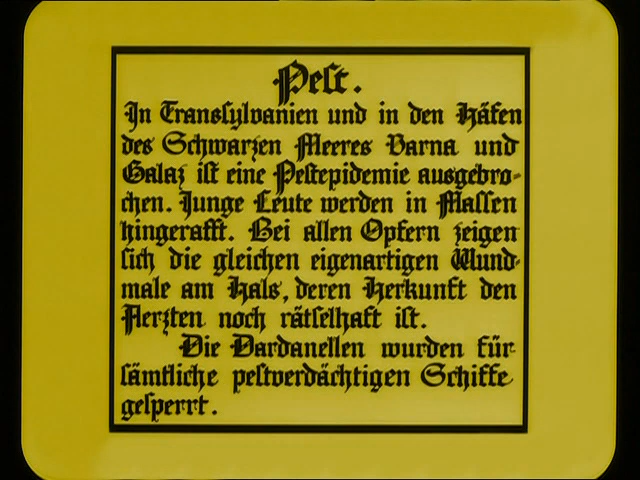 Pest.
In Transsylvanien und in den Häfen
des Schwarzen Meeres Varna und
Galaz ist eine Pestepidemie ausgebro-
chen. Junge Leute werden in Massen
hingerafft. Bei allen Opfern zeigen
sich die gleichen eigenartigen Wund-
male am Hals, deren Herkunft den
Aerzten noch rätselhaft ist.
Die Dardanellen wurden für
sämtliche pestverdächtigen Schiffe
gesperrt.